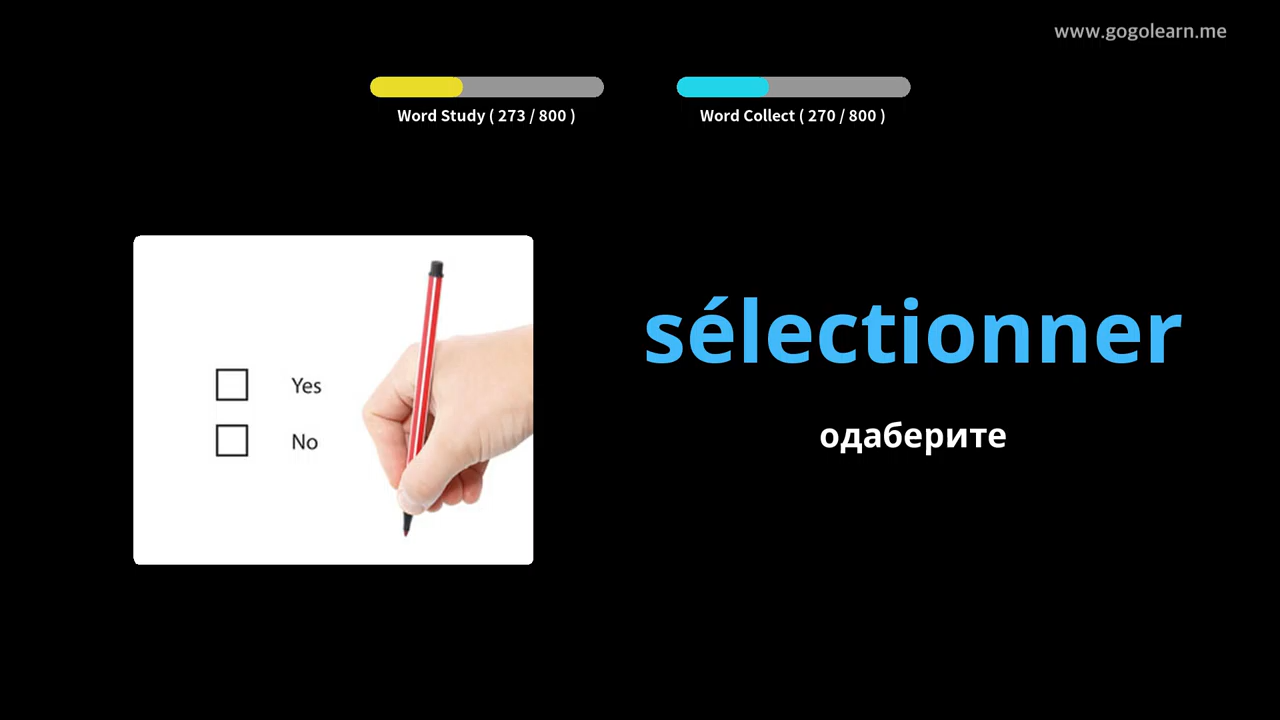 www.gogolearn.me
Word Study ( 273 / 800 )
Word Collect ( 270 / 800 )
Yes
No
sélectionner
одаберите